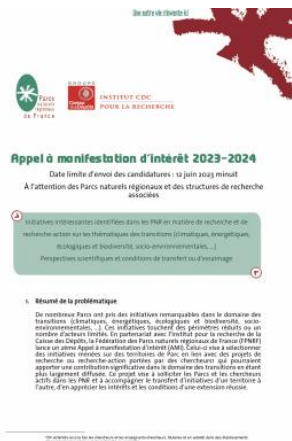 Une autre vie s'invente ici
Parcs
naturels
régionaux
de France
GROUPE
Caisse
des Dépôts
INSTITUT CDC
POUR LA RECHERCHE
Appel à manifestation d'intérêt 2023-2024
Date limite d'envoi des candidatures : 12 juin 2023 minuit
À l'attention des Parcs naturels régionaux et des structures de recherche
associées
Initiatives intéressantes identifiées dans les PNR en matière de recherche et de
recherche-action sur les thématiques des transitions (climatiques, énergétiques,
écologiques et biodiversité, socio-environnementales, ...)
Perspectives scientifiques et conditions de transfert ou d'essaimage
1. Résumé de la problématique
De nombreux Parcs ont pris des initiatives remarquables dans le domaine des
transitions (climatiques, énergétiques, écologiques et biodiversité, socio-
environnementales, ...). Ces initiatives touchent des périmètres réduits ou un
nombre d'acteurs limités. En partenariat avec l'Institut pour la recherche de la
Caisse des Dépôts, la Fédération des Parcs naturels régionaux de France (FPNRF)
lance un 2ème Appel à manifestation d'intérêt (AMI). Celui-ci vise à sélectionner
des initiatives menées sur des territoires de Parc en lien avec des projets de
recherche ou recherche-action portées par des chercheurs qui pourraient
apporter une contribution significative dans le domaine des transitions en étant
plus largement diffusée. Ce projet vise à solliciter les Parcs et les chercheurs
actifs dans les PNR et à accompagner le transfert d'initiatives d'un territoire à
l'autre, d'en apprécier les intérêts et les conditions d'une extension réussie.